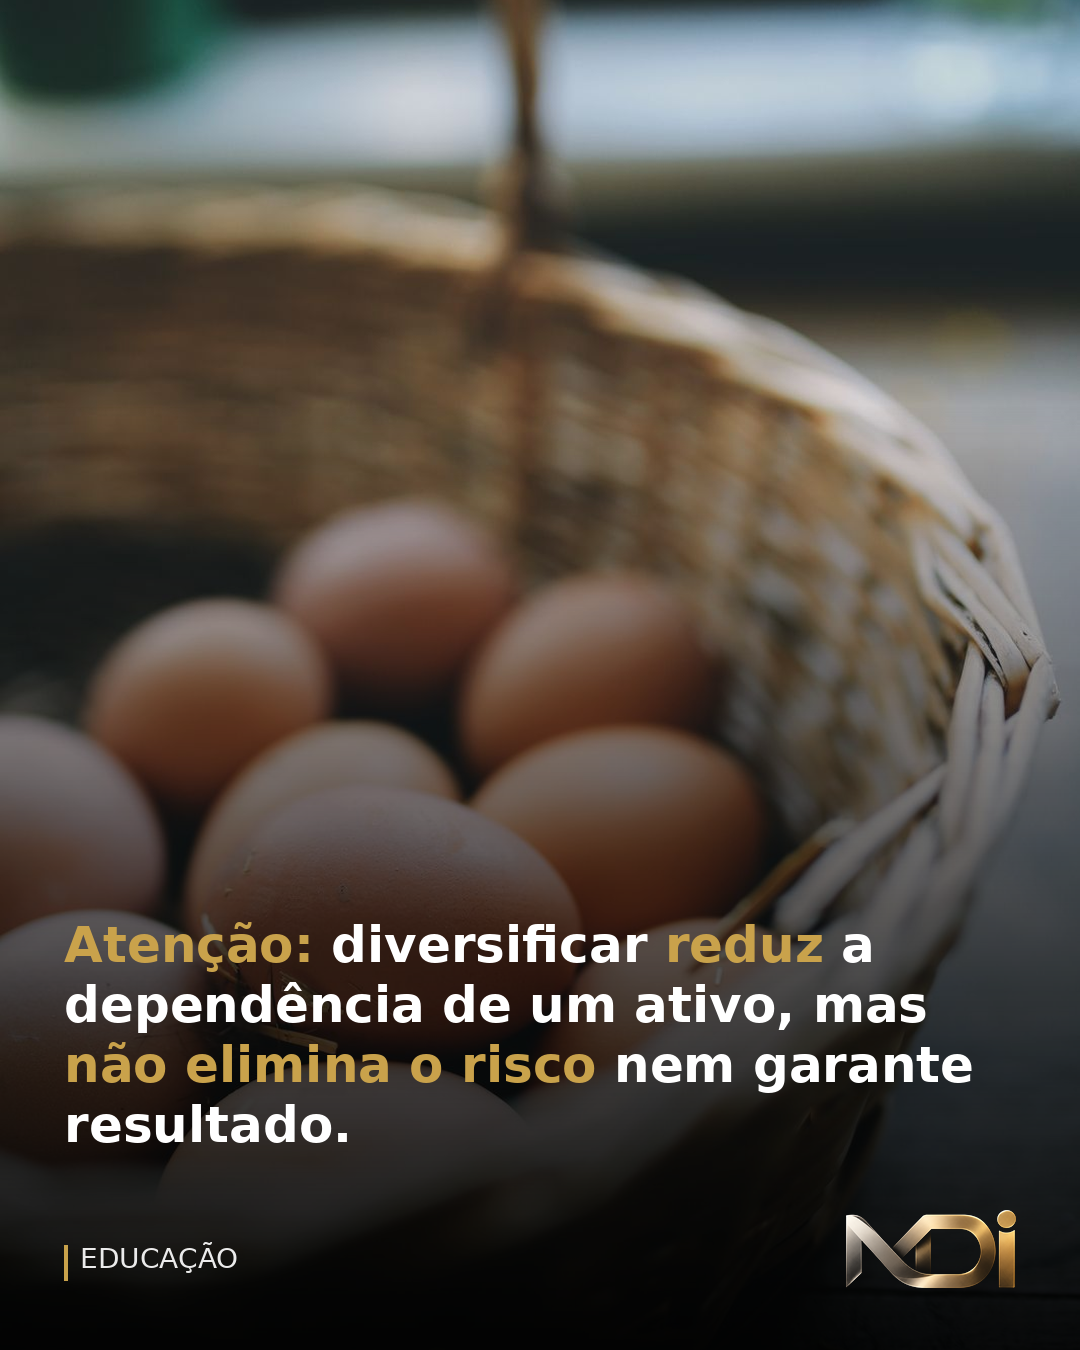 Atenção: diversificar reduz a
dependência de um ativo, mas
não elimina o risco nem garante
resultado.
EDUCAÇÃO
MDi